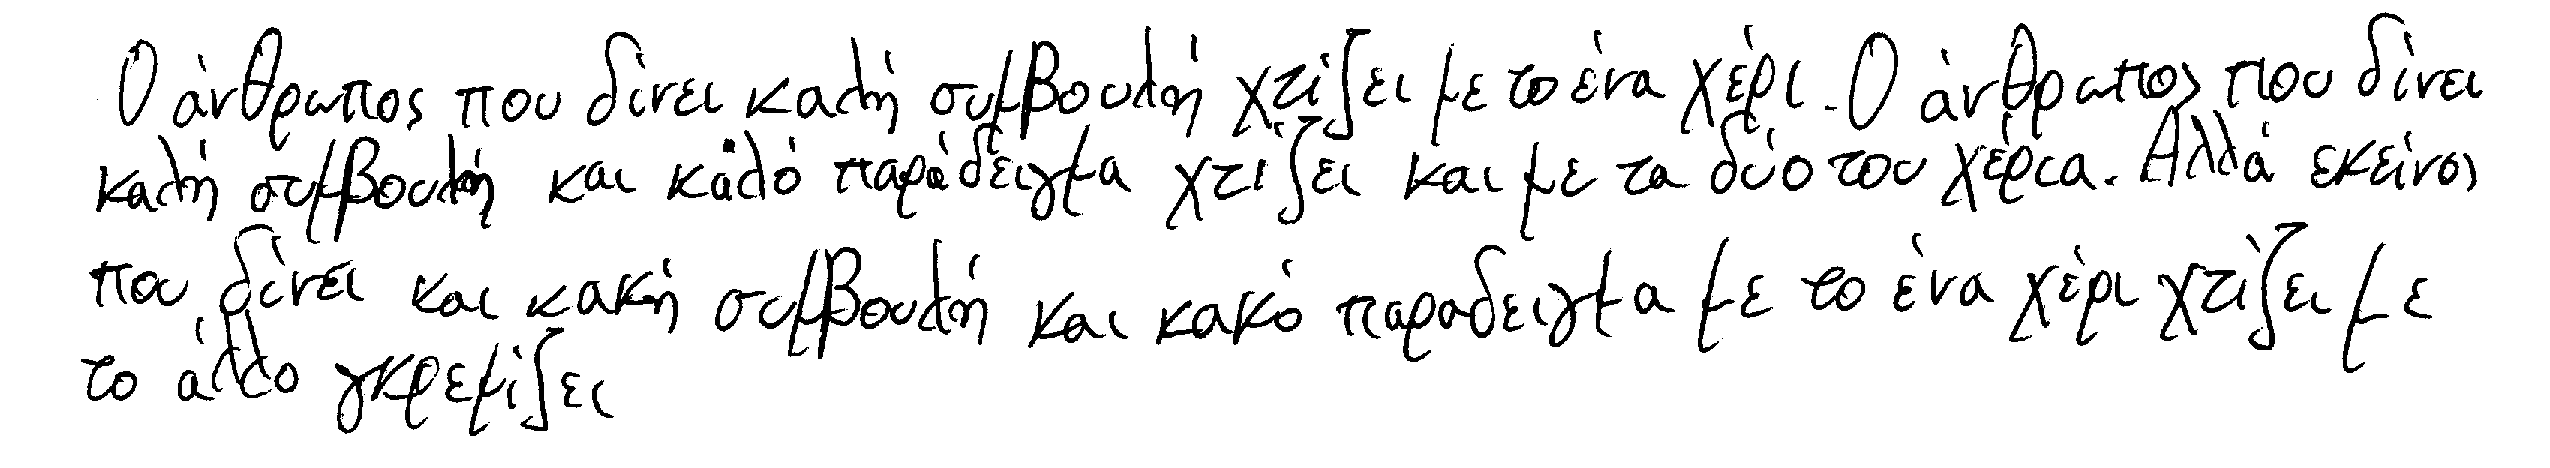 Ο άνθρωπος που δίνει καλή συμβουλή χτίζει με το ένα χέρι. Ο άνθρωπος που δίνει
καλή συμβουλή και καλό παράδειγμα χτίζει και με τα δύο του χέρια. Αλλά εκείνος
που δίνει και κακή συμβουλή και κακό παραδειγμα με το ένα χέρι χτίζει με
το άλλο γκρεμίζει